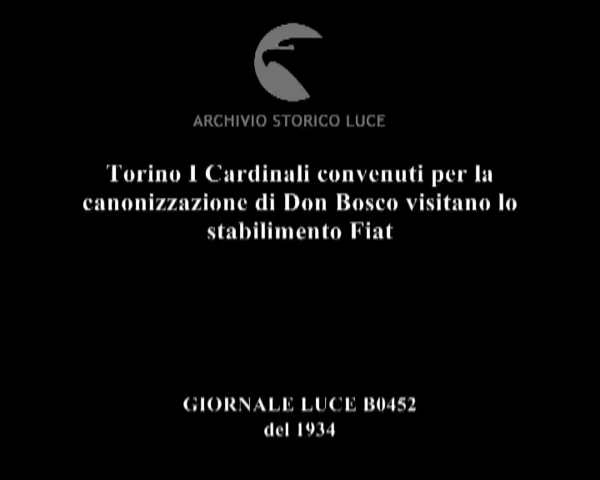 ARCHIVIO STORICO LUCE
Torino I Cardinali convenuti per la
canonizzazione di Don Bosco visitano lo
stabilimento Fiat
GIORNALE LUCE B0452
del 1934